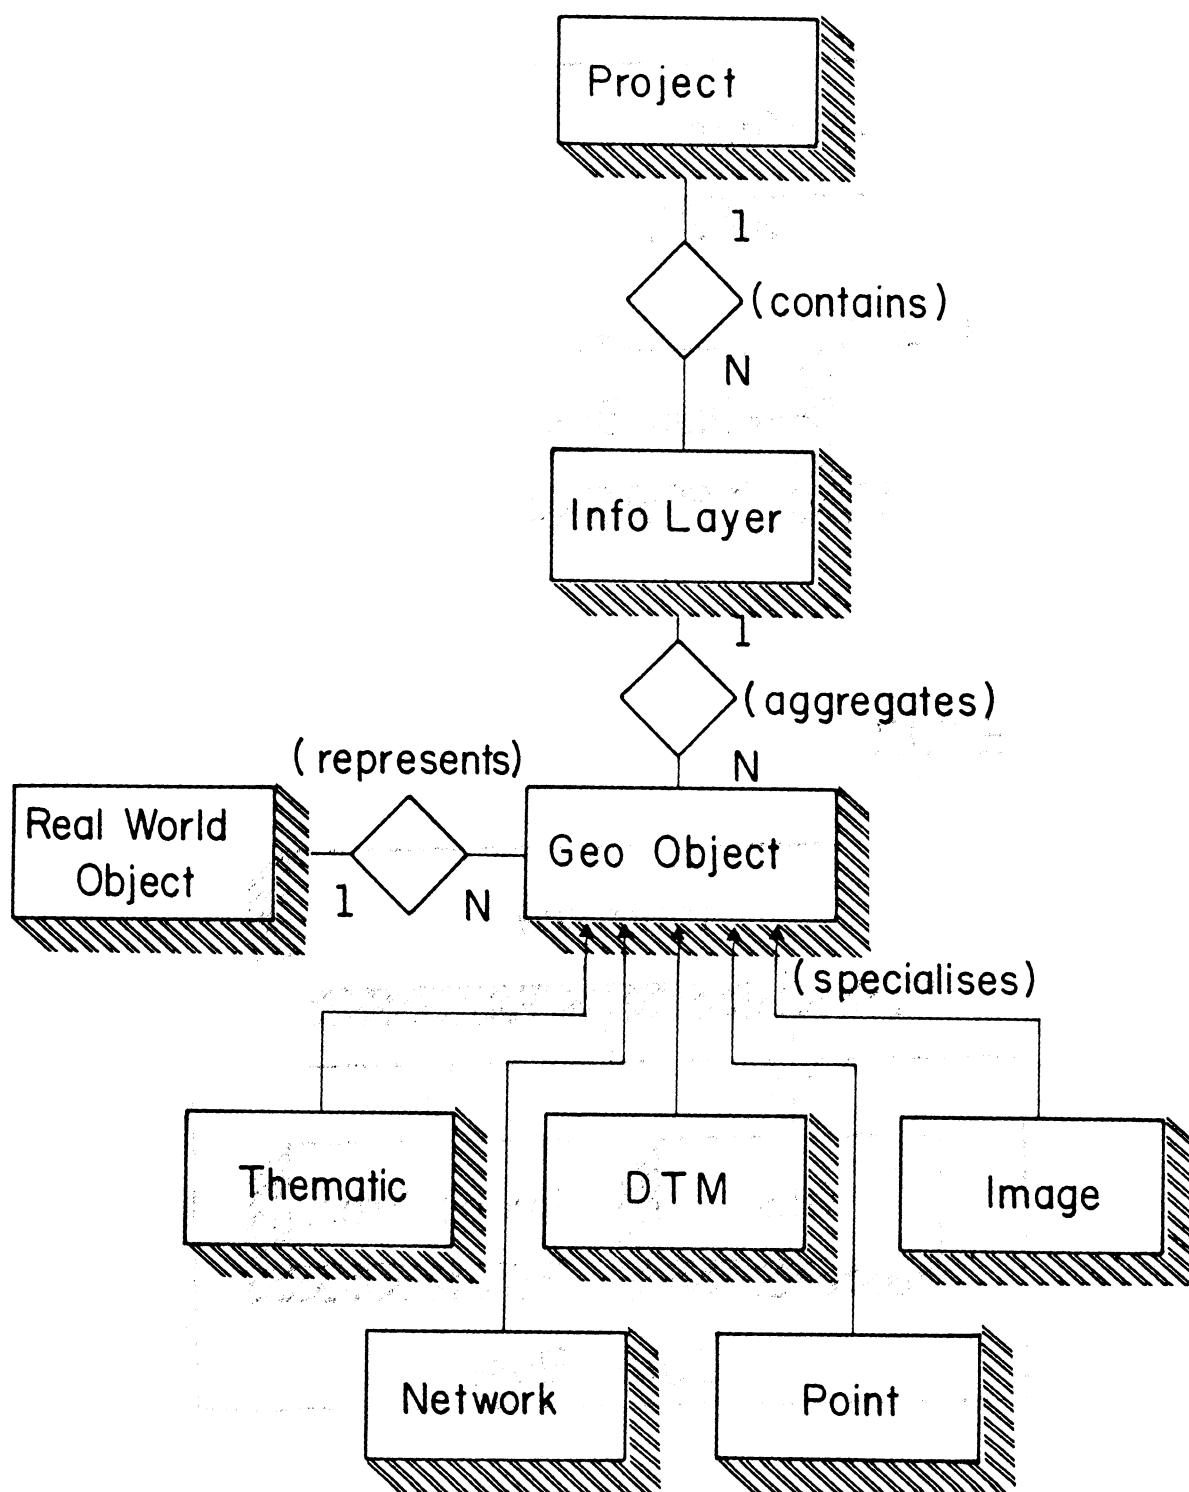 Project
1
(contains)
N
Info Layer
1
(aggregates)
N
(represents)
Real World
Object
1
N
Geo Object
(specialises)
Thematic
DTM
Image
Network
Point